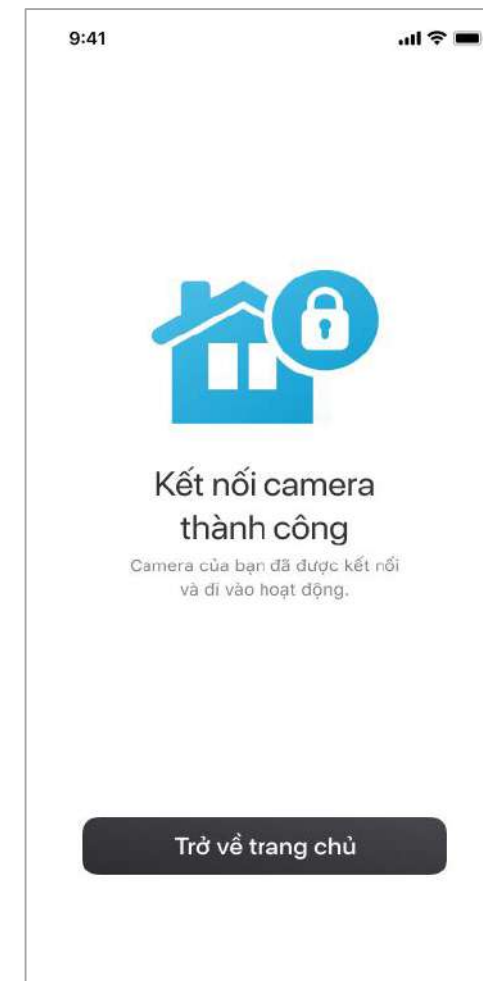 9:41
Kết nối camera
thành công
Camera của bạn đã được kết nối
và đi vào hoạt động.
Trở về trang chủ